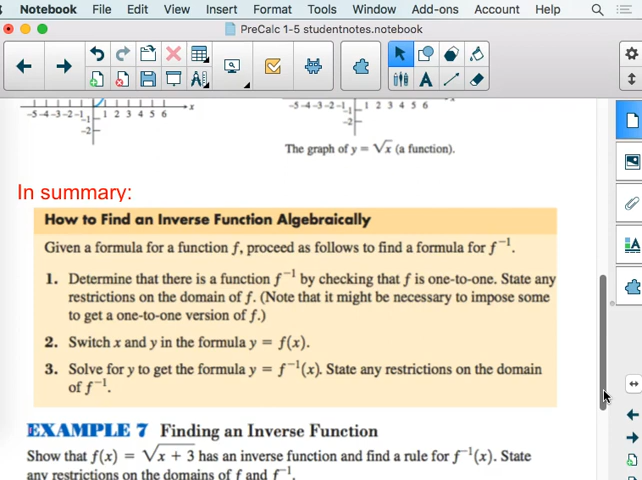 Notebook File Edit View Insert Format Tools Window Add-ons Account Help
PreCalc 1-5 studentnotes.notebook
-5 -4 -3 -2 -1 1 2 3 4 5 6 x
-1
-2
-5 -4 -3 -2 -1 1 2 3 4 5 6
-1
-2
The graph of y = √x (a function).
In summary:
How to Find an Inverse Function Algebraically
Given a formula for a function f, proceed as follows to find a formula for f⁻¹.
1. Determine that there is a function f⁻¹ by checking that f is one-to-one. State any
restrictions on the domain of f. (Note that it might be necessary to impose some
to get a one-to-one version of f.)
2. Switch x and y in the formula y = f(x).
3. Solve for y to get the formula y = f⁻¹(x). State any restrictions on the domain
of f⁻¹.
EXAMPLE 7 Finding an Inverse Function
Show that f(x) = √(x + 3) has an inverse function and find a rule for f⁻¹(x). State
any restrictions on the domains of f and f⁻¹.